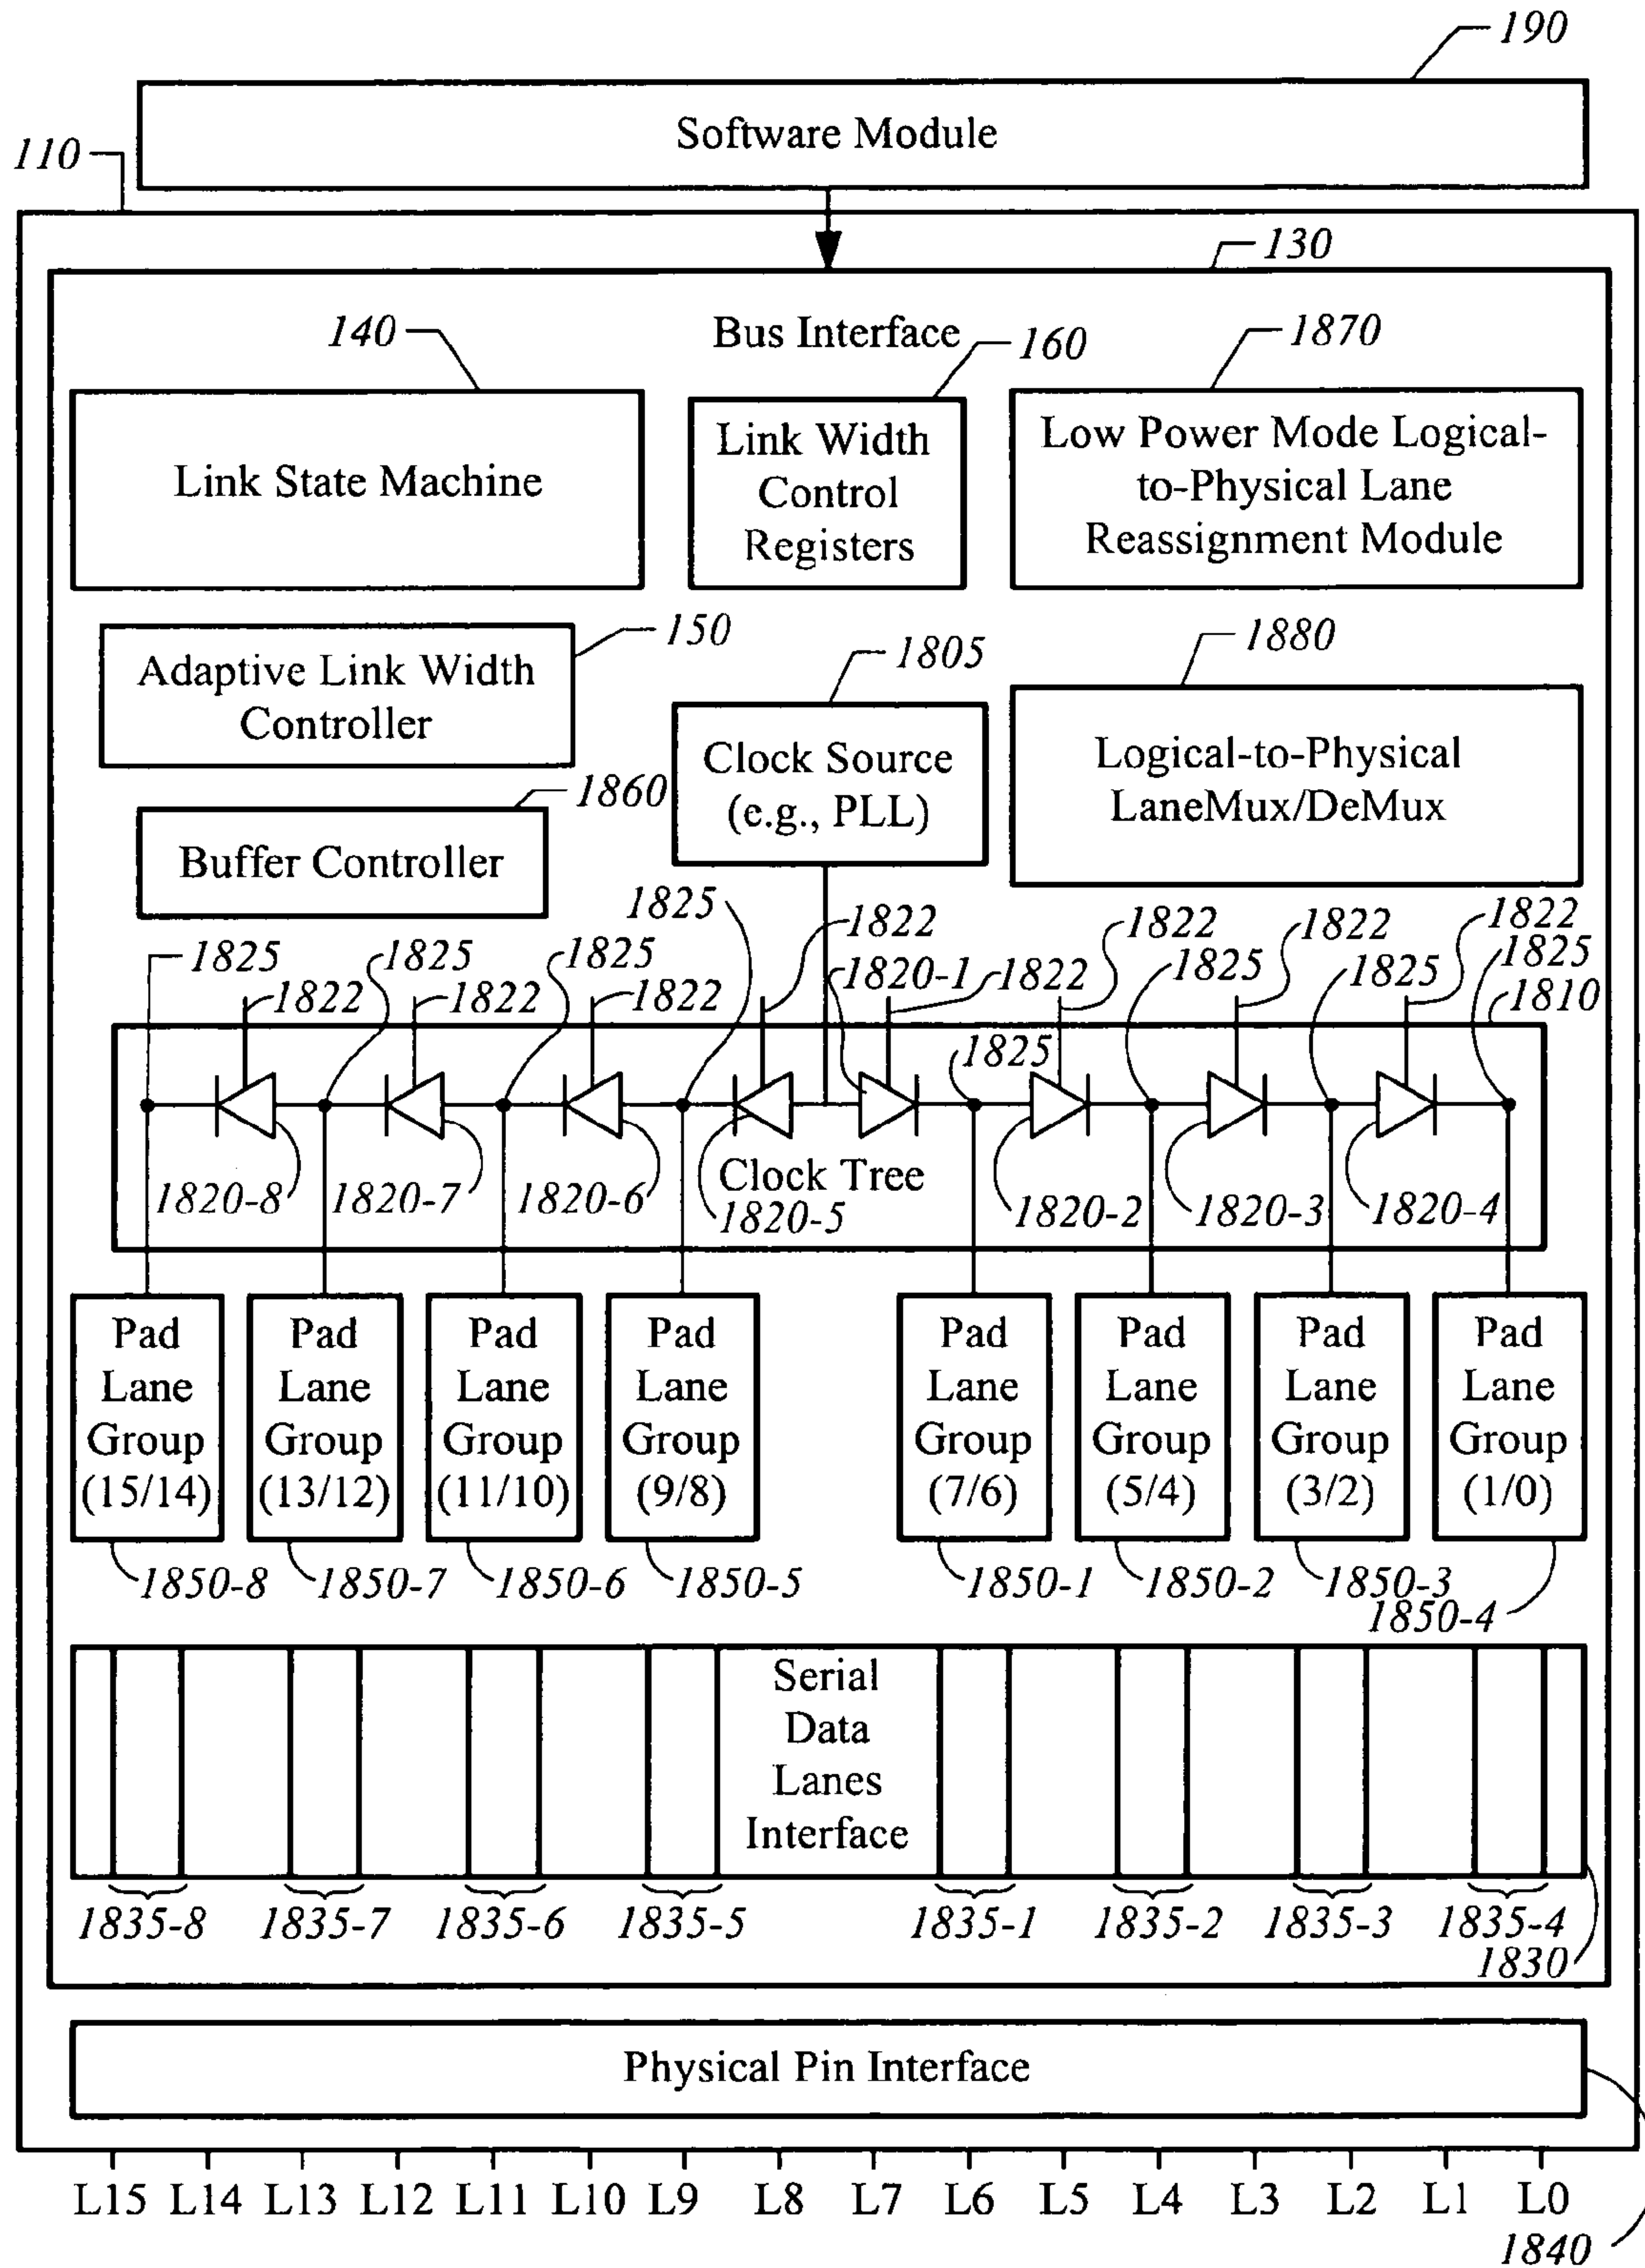 190
Software Module
110
130
Bus Interface
140
160
1870
Link State Machine
Link Width
Control
Registers
Low Power Mode Logical-
to-Physical Lane
Reassignment Module
150
1805
1880
Adaptive Link Width
Controller
Clock Source
(e.g., PLL)
Logical-to-Physical
LaneMux/DeMux
1860
Buffer Controller
1825
1822
1822
1822
1822
1825
1825
1825
1820-1
1822
1825
1825
1825
1822
1822
1822
1810
1825
Clock Tree
1820-8
1820-7
1820-6
1820-5
1820-2
1820-3
1820-4
Pad
Lane
Group
(15/14)
Pad
Lane
Group
(13/12)
Pad
Lane
Group
(11/10)
Pad
Lane
Group
(9/8)
Pad
Lane
Group
(7/6)
Pad
Lane
Group
(5/4)
Pad
Lane
Group
(3/2)
Pad
Lane
Group
(1/0)
1850-8
1850-7
1850-6
1850-5
1850-1
1850-2
1850-3
1850-4
Serial
Data
Lanes
Interface
1835-8
1835-7
1835-6
1835-5
1835-1
1835-2
1835-3
1835-4
1830
Physical Pin Interface
L15 L14 L13 L12 L11 L10 L9 L8 L7 L6 L5 L4 L3 L2 L1 L0
1840